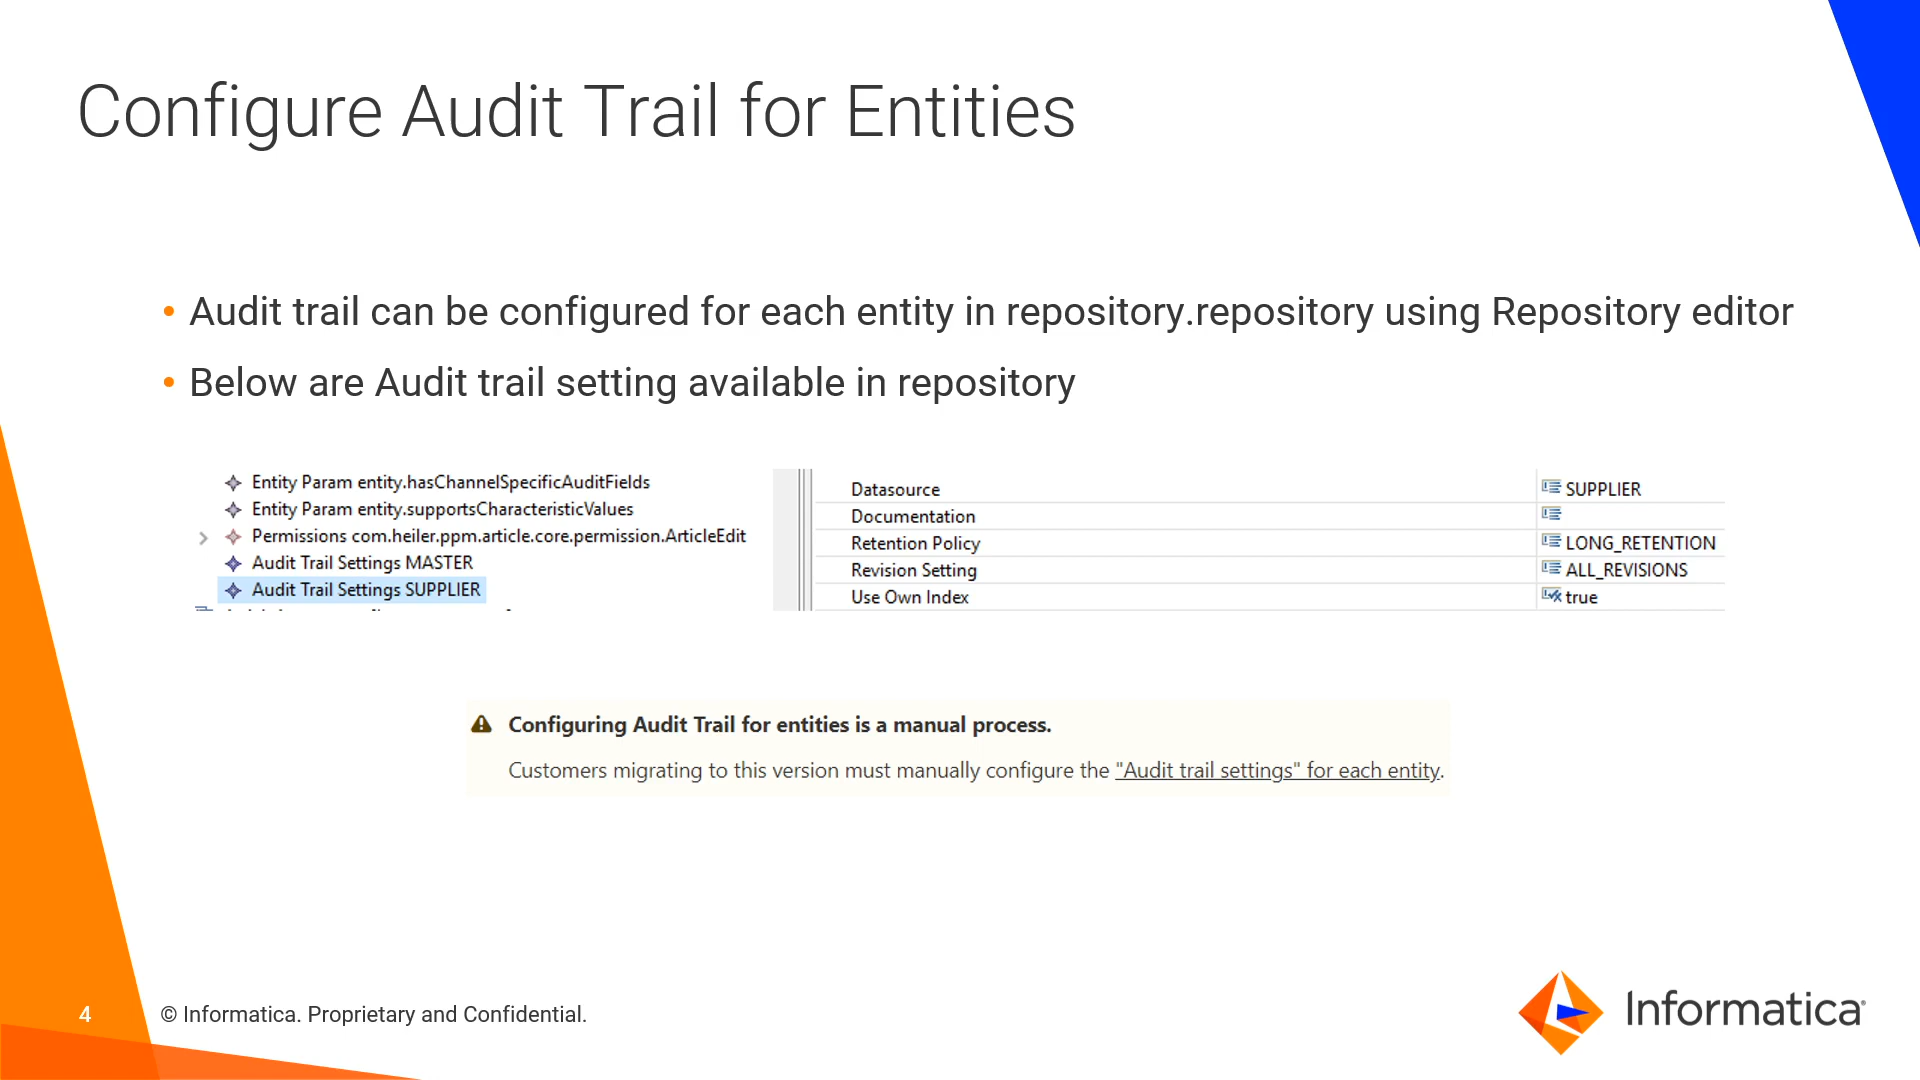 Configure Audit Trail for Entities
• Audit trail can be configured for each entity in repository.repository using Repository editor
• Below are Audit trail setting available in repository
Entity Param entity.hasChannelSpecificAuditFields
Entity Param entity.supportsCharacteristicValues
Permissions com.heiler.ppm.article.core.permission.ArticleEdit
Audit Trail Settings MASTER
Audit Trail Settings SUPPLIER
Datasource SUPPLIER
Documentation
Retention Policy LONG_RETENTION
Revision Setting ALL_REVISIONS
Use Own Index true
Configuring Audit Trail for entities is a manual process.
Customers migrating to this version must manually configure the "Audit trail settings" for each entity.
4 © Informatica. Proprietary and Confidential.
Informatica®